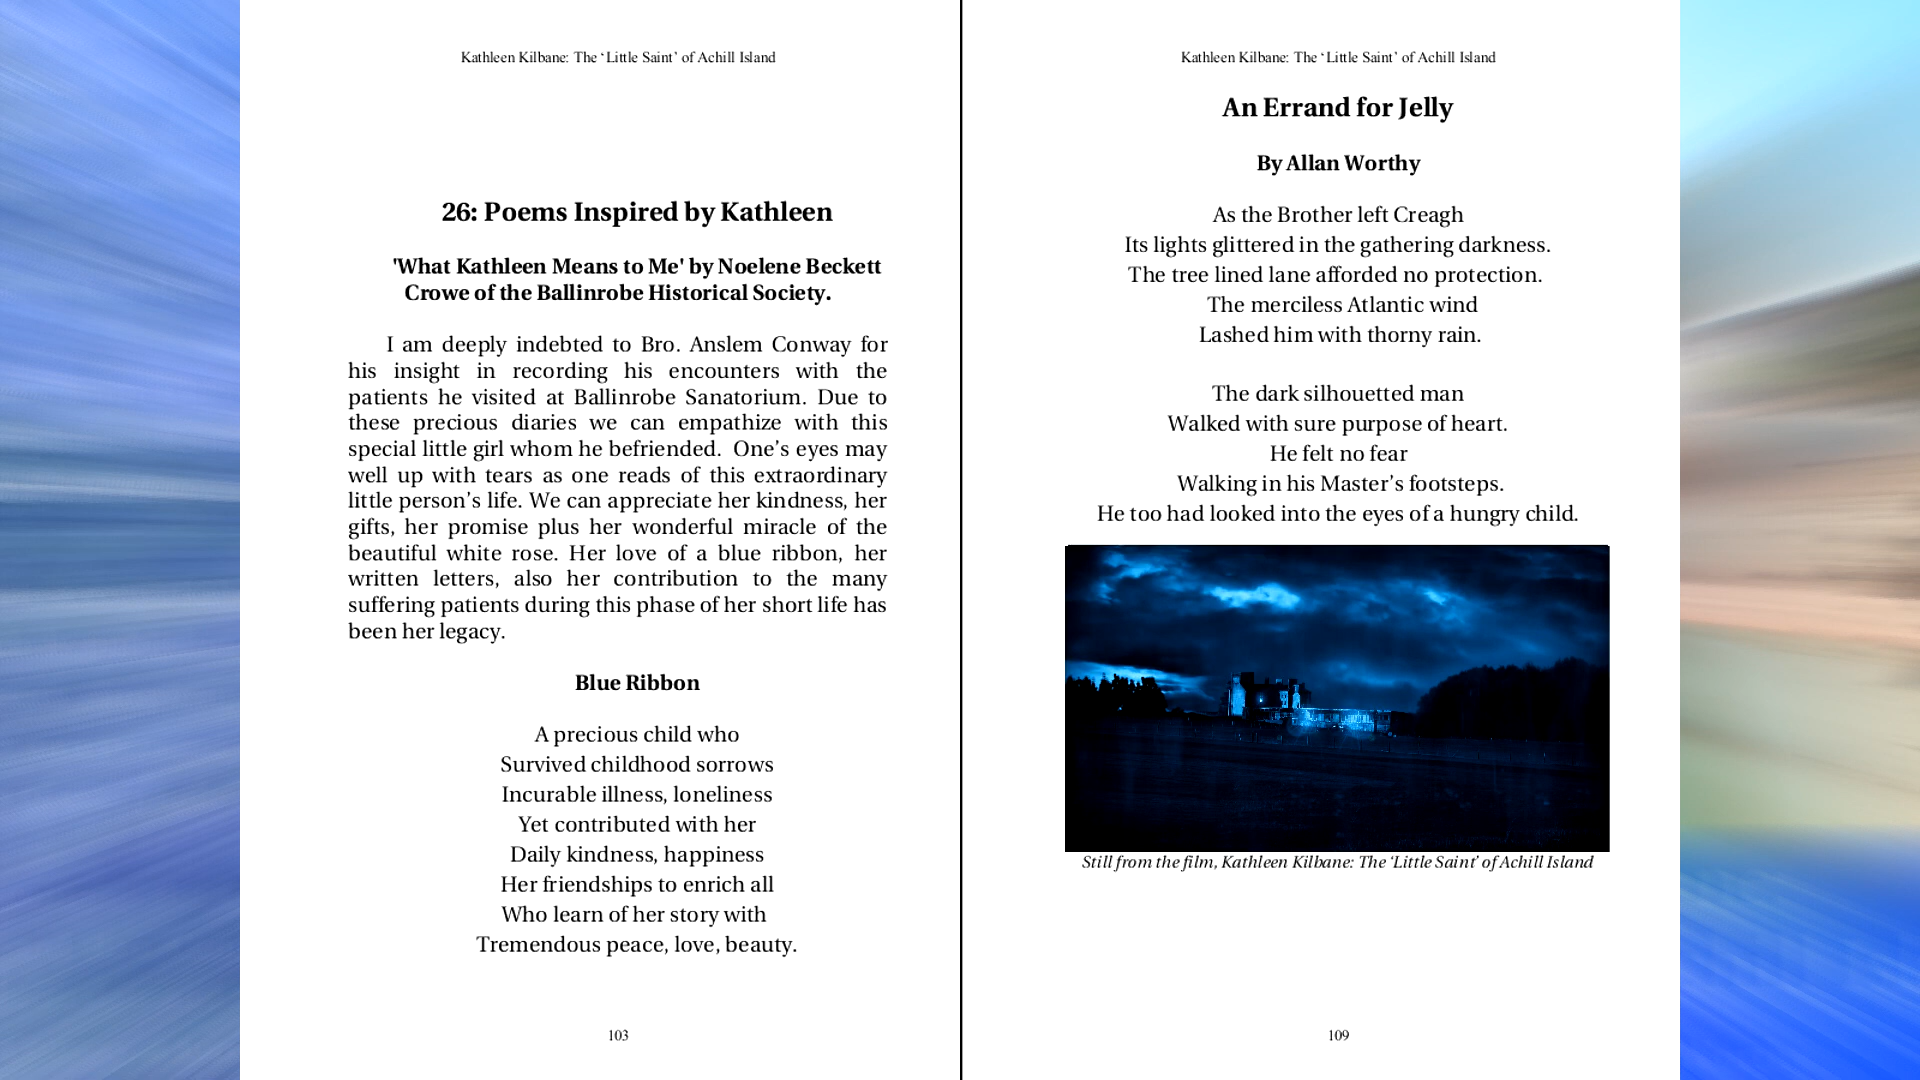 Kathleen Kilbane: The ‘Little Saint’ of Achill Island
26: Poems Inspired by Kathleen
'What Kathleen Means to Me' by Noelene Beckett
Crowe of the Ballinrobe Historical Society.
I am deeply indebted to Bro. Anslem Conway for
his insight in recording his encounters with the
patients he visited at Ballinrobe Sanatorium. Due to
these precious diaries we can empathize with this
special little girl whom he befriended. One’s eyes may
well up with tears as one reads of this extraordinary
little person’s life. We can appreciate her kindness, her
gifts, her promise plus her wonderful miracle of the
beautiful white rose. Her love of a blue ribbon, her
written letters, also her contribution to the many
suffering patients during this phase of her short life has
been her legacy.
Blue Ribbon
A precious child who
Survived childhood sorrows
Incurable illness, loneliness
Yet contributed with her
Daily kindness, happiness
Her friendships to enrich all
Who learn of her story with
Tremendous peace, love, beauty.
103
Kathleen Kilbane: The ‘Little Saint’ of Achill Island
An Errand for Jelly
By Allan Worthy
As the Brother left Creagh
Its lights glittered in the gathering darkness.
The tree lined lane afforded no protection.
The merciless Atlantic wind
Lashed him with thorny rain.
The dark silhouetted man
Walked with sure purpose of heart.
He felt no fear
Walking in his Master’s footsteps.
He too had looked into the eyes of a hungry child.
Still from the film, Kathleen Kilbane: The ‘Little Saint’ of Achill Island
109